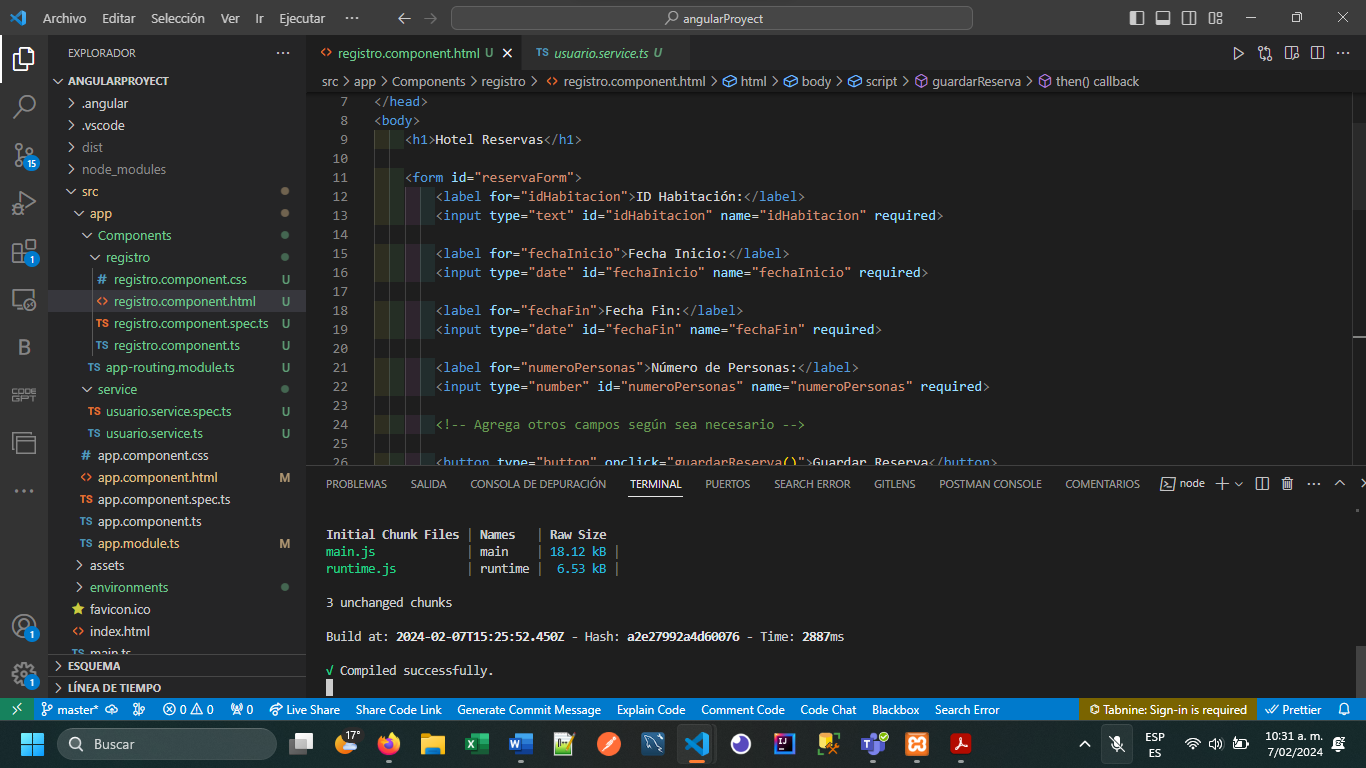 Archivo Editar Selección Ver Ir Ejecutar ··· angularProyect
EXPLORADOR ···
ANGULARPROYECT
.angular
.vscode
dist
node_modules
src
app
Components
registro
# registro.component.css U
<> registro.component.html U
TS registro.component.spec.ts U
TS registro.component.ts U
TS app-routing.module.ts U
service
TS usuario.service.spec.ts U
TS usuario.service.ts U
# app.component.css
<> app.component.html M
TS app.component.spec.ts
TS app.component.ts
TS app.module.ts M
assets
environments
favicon.ico
<> index.html
TS main.ts
ESQUEMA
LÍNEA DE TIEMPO
15
1
B
CODE
GPT
1
1
<> registro.component.html U TS usuario.service.ts U
src > app > Components > registro > <> registro.component.html > html > body > script > guardarReserva > then() callback
7 </head>
8 <body>
9 <h1>Hotel Reservas</h1>
10
11 <form id="reservaForm">
12 <label for="idHabitacion">ID Habitación:</label>
13 <input type="text" id="idHabitacion" name="idHabitacion" required>
14
15 <label for="fechaInicio">Fecha Inicio:</label>
16 <input type="date" id="fechaInicio" name="fechaInicio" required>
17
18 <label for="fechaFin">Fecha Fin:</label>
19 <input type="date" id="fechaFin" name="fechaFin" required>
20
21 <label for="numeroPersonas">Número de Personas:</label>
22 <input type="number" id="numeroPersonas" name="numeroPersonas" required>
23
24 <!-- Agrega otros campos según sea necesario -->
25
26 <button type="button" onclick="guardarReserva()">Guardar Reserva</button>
PROBLEMAS SALIDA CONSOLA DE DEPURACIÓN TERMINAL PUERTOS SEARCH ERROR GITLENS POSTMAN CONSOLE COMENTARIOS node
Initial Chunk Files | Names | Raw Size
main.js | main | 18.12 kB |
runtime.js | runtime | 6.53 kB |
3 unchanged chunks
Build at: 2024-02-07T15:25:52.450Z - Hash: a2e27992a4d60076 - Time: 2887ms
√ Compiled successfully.
master* 0 0 0 Live Share Share Code Link Generate Commit Message Explain Code Comment Code Code Chat Blackbox Search Error Tabnine: Sign-in is required Prettier
Buscar 17° ESP
ES 10:31 a. m.
7/02/2024